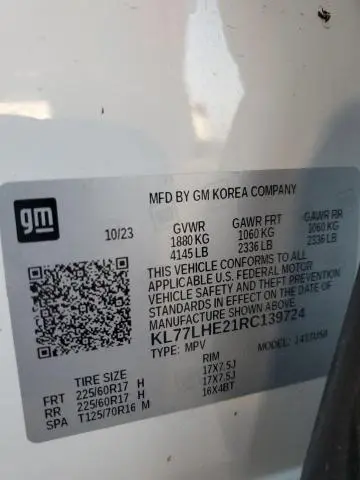 gm
MFD BY GM KOREA COMPANY
10/23 GVWR GAWR FRT GAWR RR
1880 KG 1060 KG 1060 KG
4145 LB 2336 LB 2336 LB
THIS VEHICLE CONFORMS TO ALL
APPLICABLE U.S. FEDERAL MOTOR
VEHICLE SAFETY AND THEFT PREVENTION
STANDARDS IN EFFECT ON THE DATE OF
MANUFACTURE SHOWN ABOVE.
KL77LHE21RC139724
TYPE: MPV MODEL:
TIRE SIZE RIM
FRT 225/60R17 H 17X7.5J
RR 225/60R17 H 17X7.5J
SPA T125/70R16 M 16X4BT